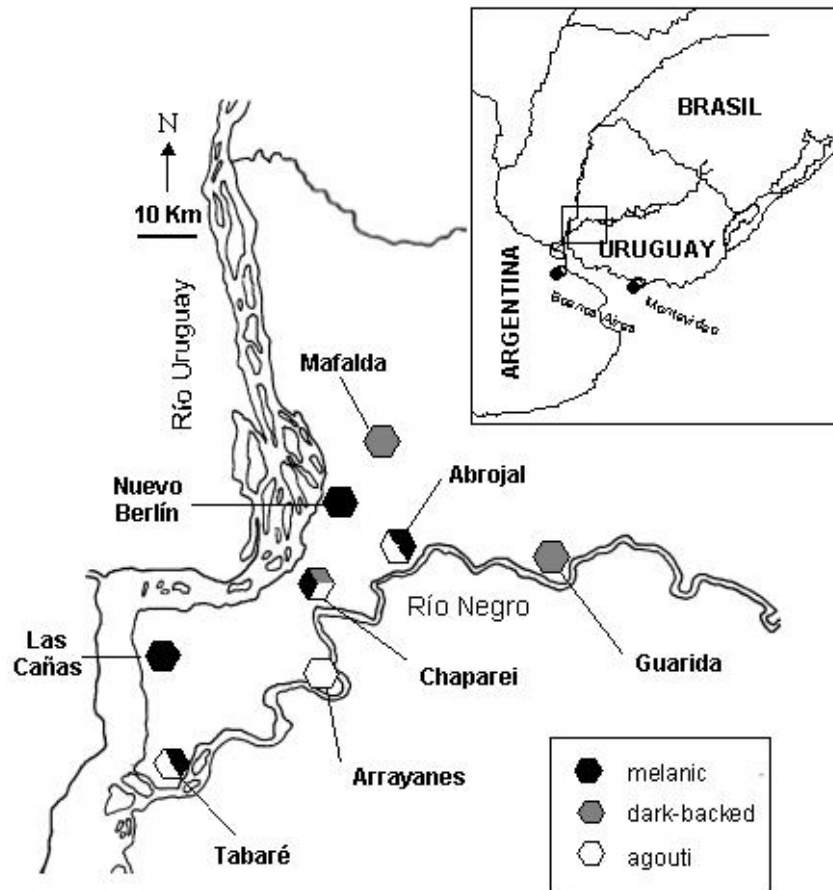 N
10 Km
Río Uruguay
BRASIL
URUGUAY
ARGENTINA
Buenos Aires
Montevideo
Mafalda
Nuevo
Berlín
Abrojal
Río Negro
Las
Cañas
Chaparei
Guarida
Arrayanes
Tabaré
melanic
dark-backed
agouti